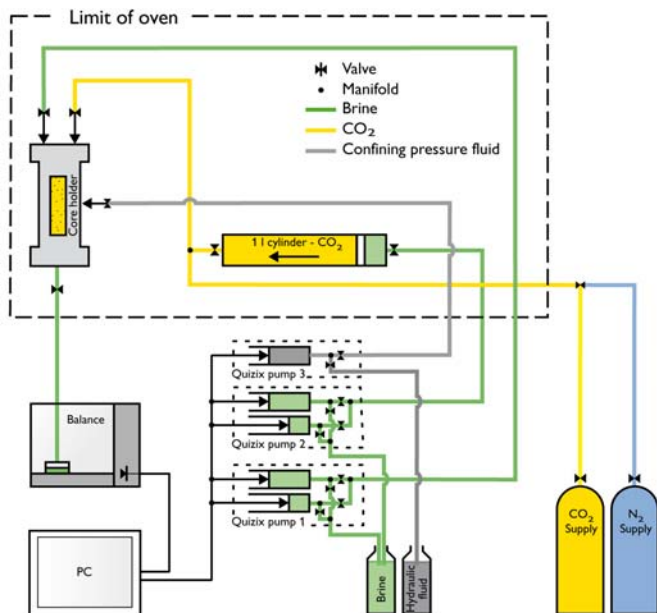 Limit of oven
Valve
Manifold
Brine
CO₂
Confining pressure fluid
Core holder
1 l cylinder - CO₂
Quizix pump 3
Balance
Quizix pump 2
Quizix pump 1
PC
Brine
Hydraulic
fluid
CO₂
Supply
N₂
Supply